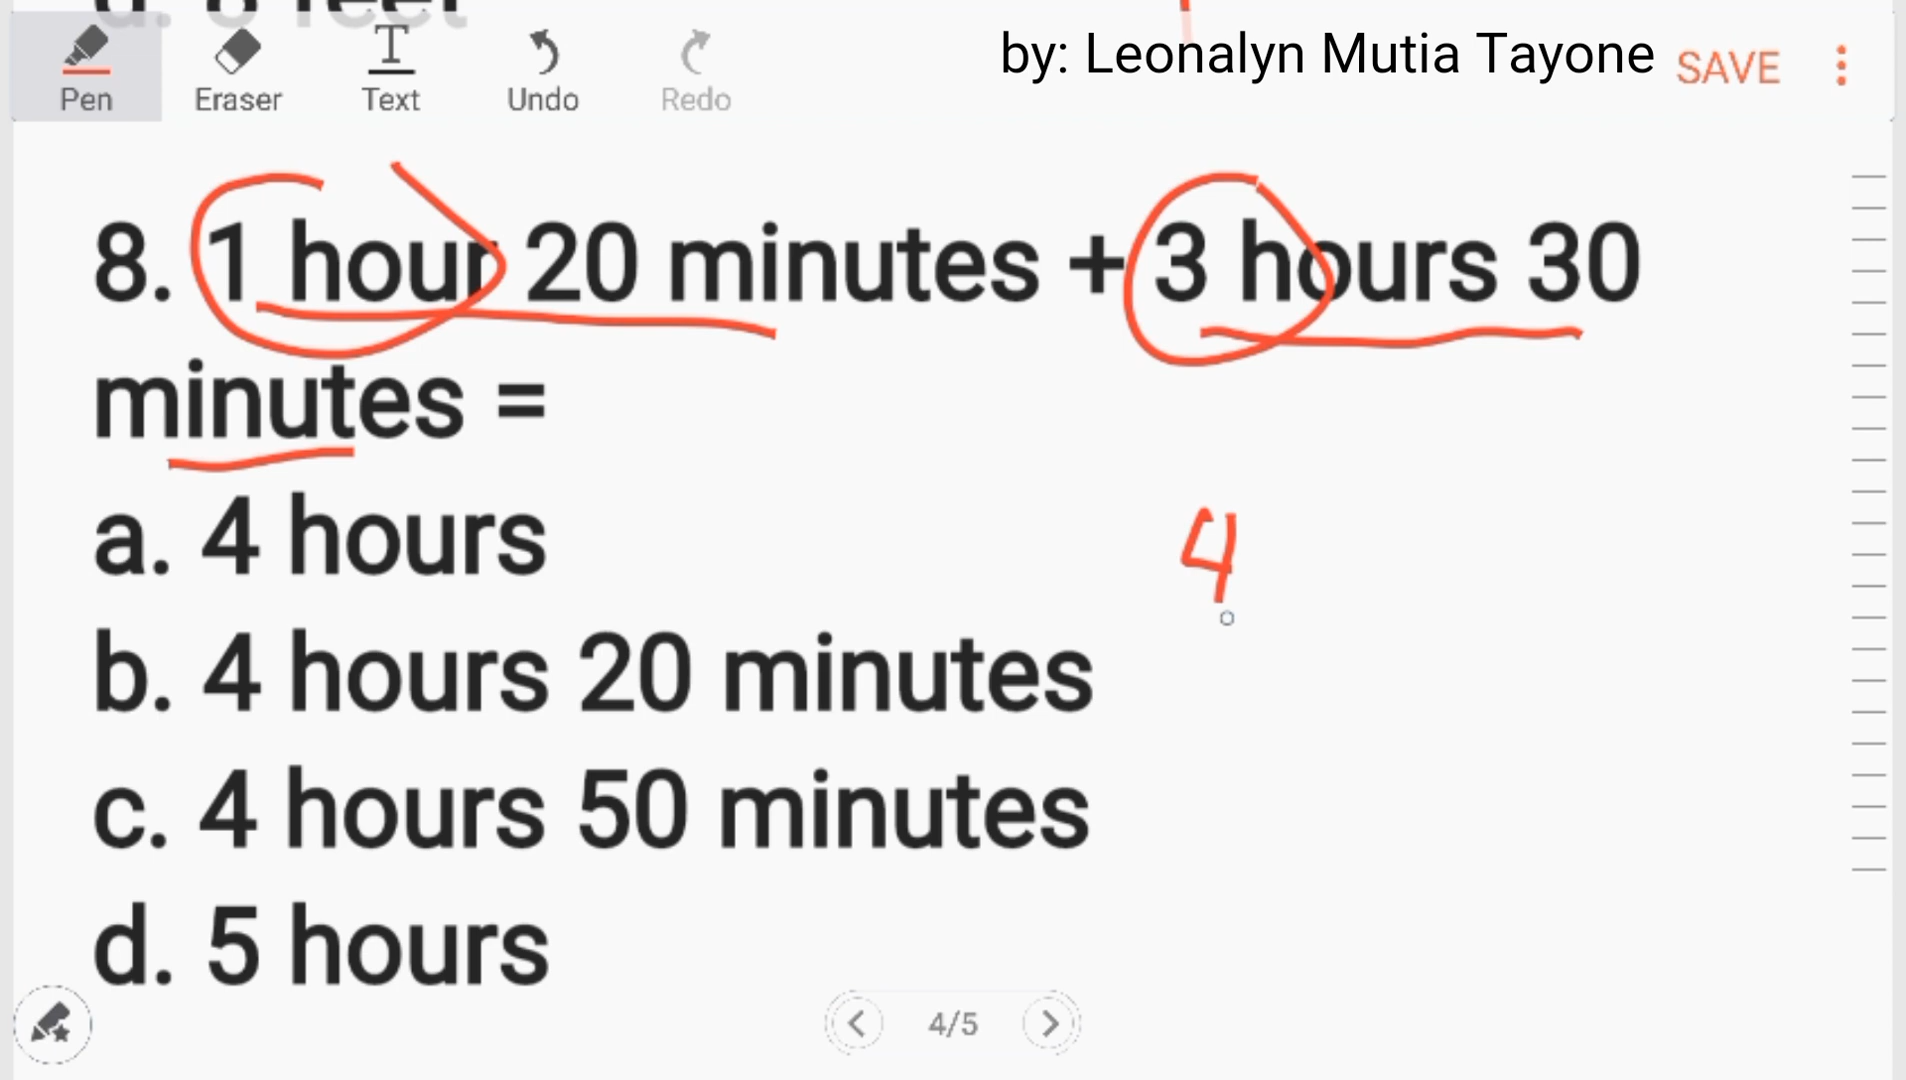 by: Leonalyn Mutia Tayone
SAVE
Pen
Eraser
Text
Undo
Redo
8. 1 hour 20 minutes + 3 hours 30
minutes =
4
a. 4 hours
b. 4 hours 20 minutes
c. 4 hours 50 minutes
d. 5 hours
4/5